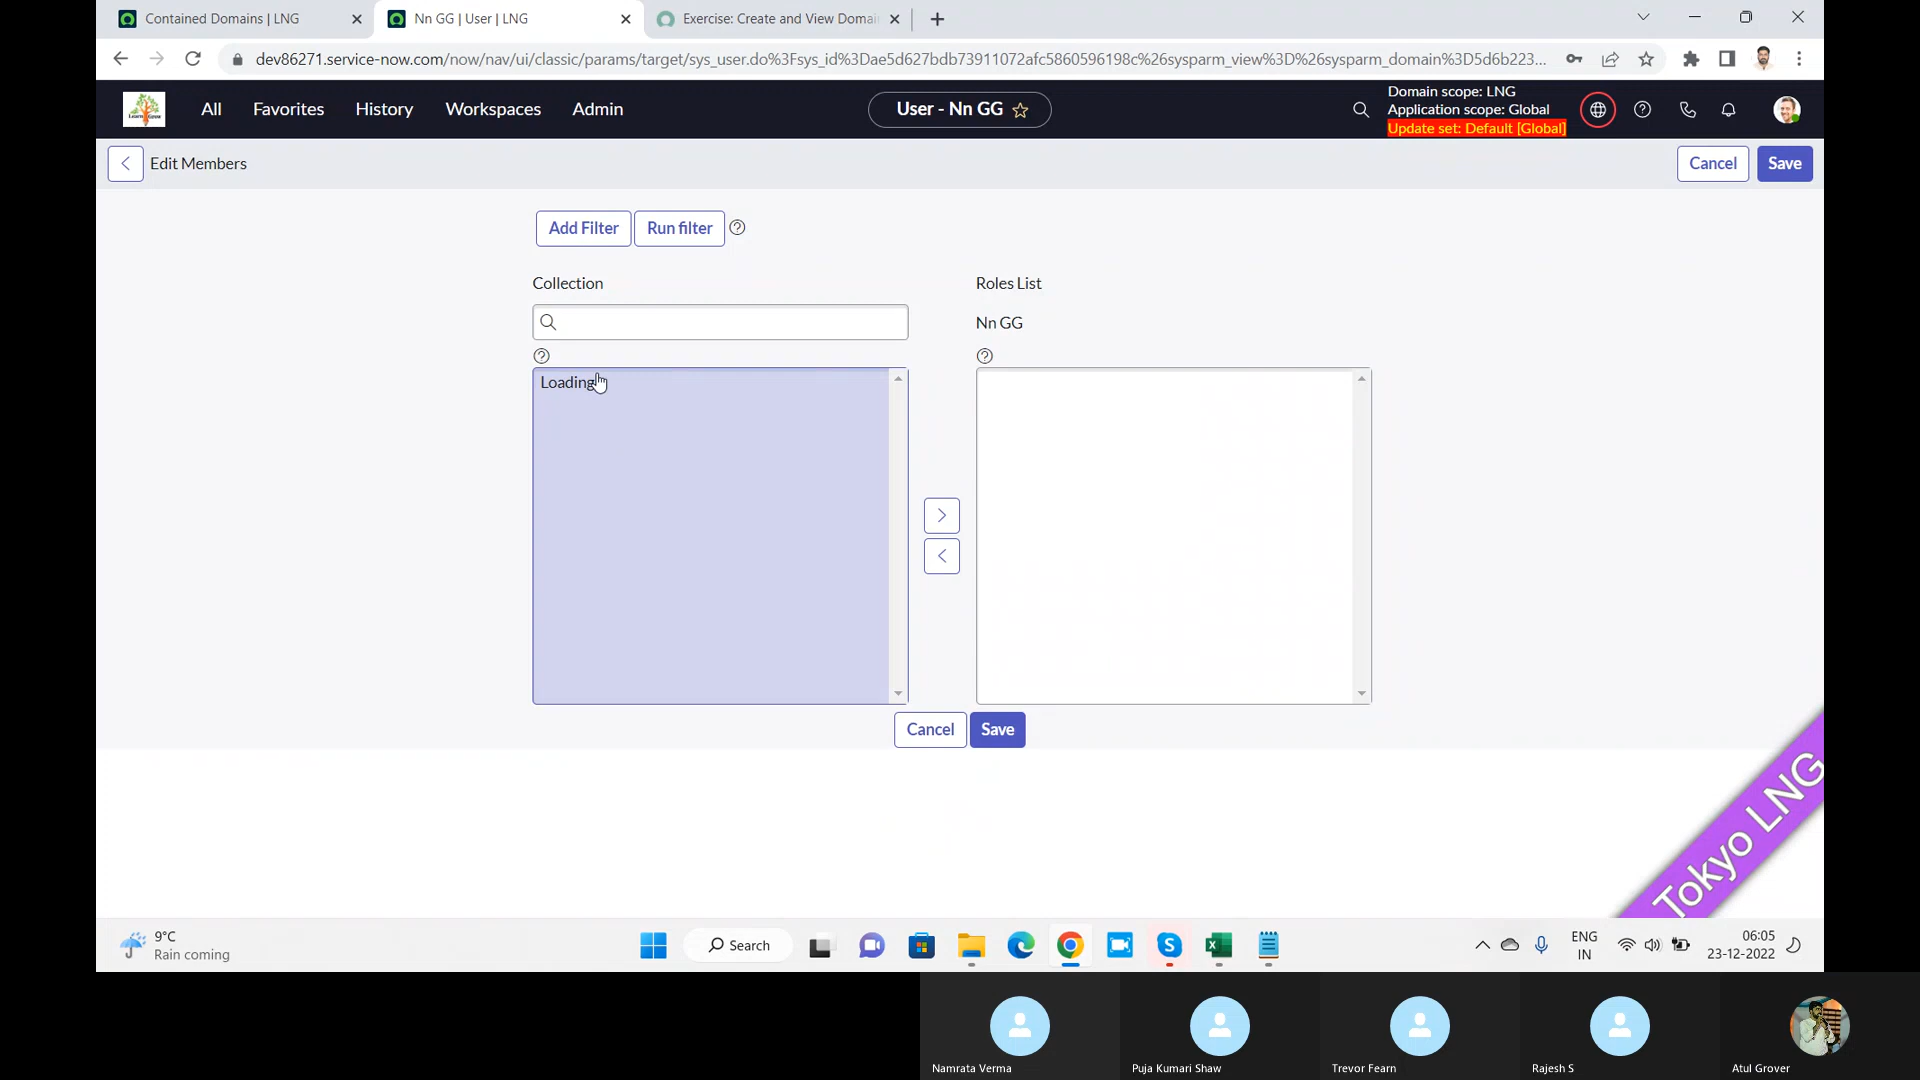 Contained Domains | LNG
Nn GG | User | LNG
Exercise: Create and View Domai
dev86271.service-now.com/now/nav/ui/classic/params/target/sys_user.do%3Fsys_id%3Dae5d627bdb73911072afc5860596198c%26sysparm_view%3D%26sysparm_domain%3D5d6b223...
All
Favorites
History
Workspaces
Admin
User - Nn GG
Domain scope: LNG
Application scope: Global
Update set: Default [Global]
Edit Members
Cancel
Save
Add Filter
Run filter
Collection
Roles List
Nn GG
Loading
Cancel
Save
Tokyo LNG
9°C
Rain coming
Search
ENG
IN
06:05
23-12-2022
Namrata Verma
Puja Kumari Shaw
Trevor Fearn
Rajesh S
Atul Grover